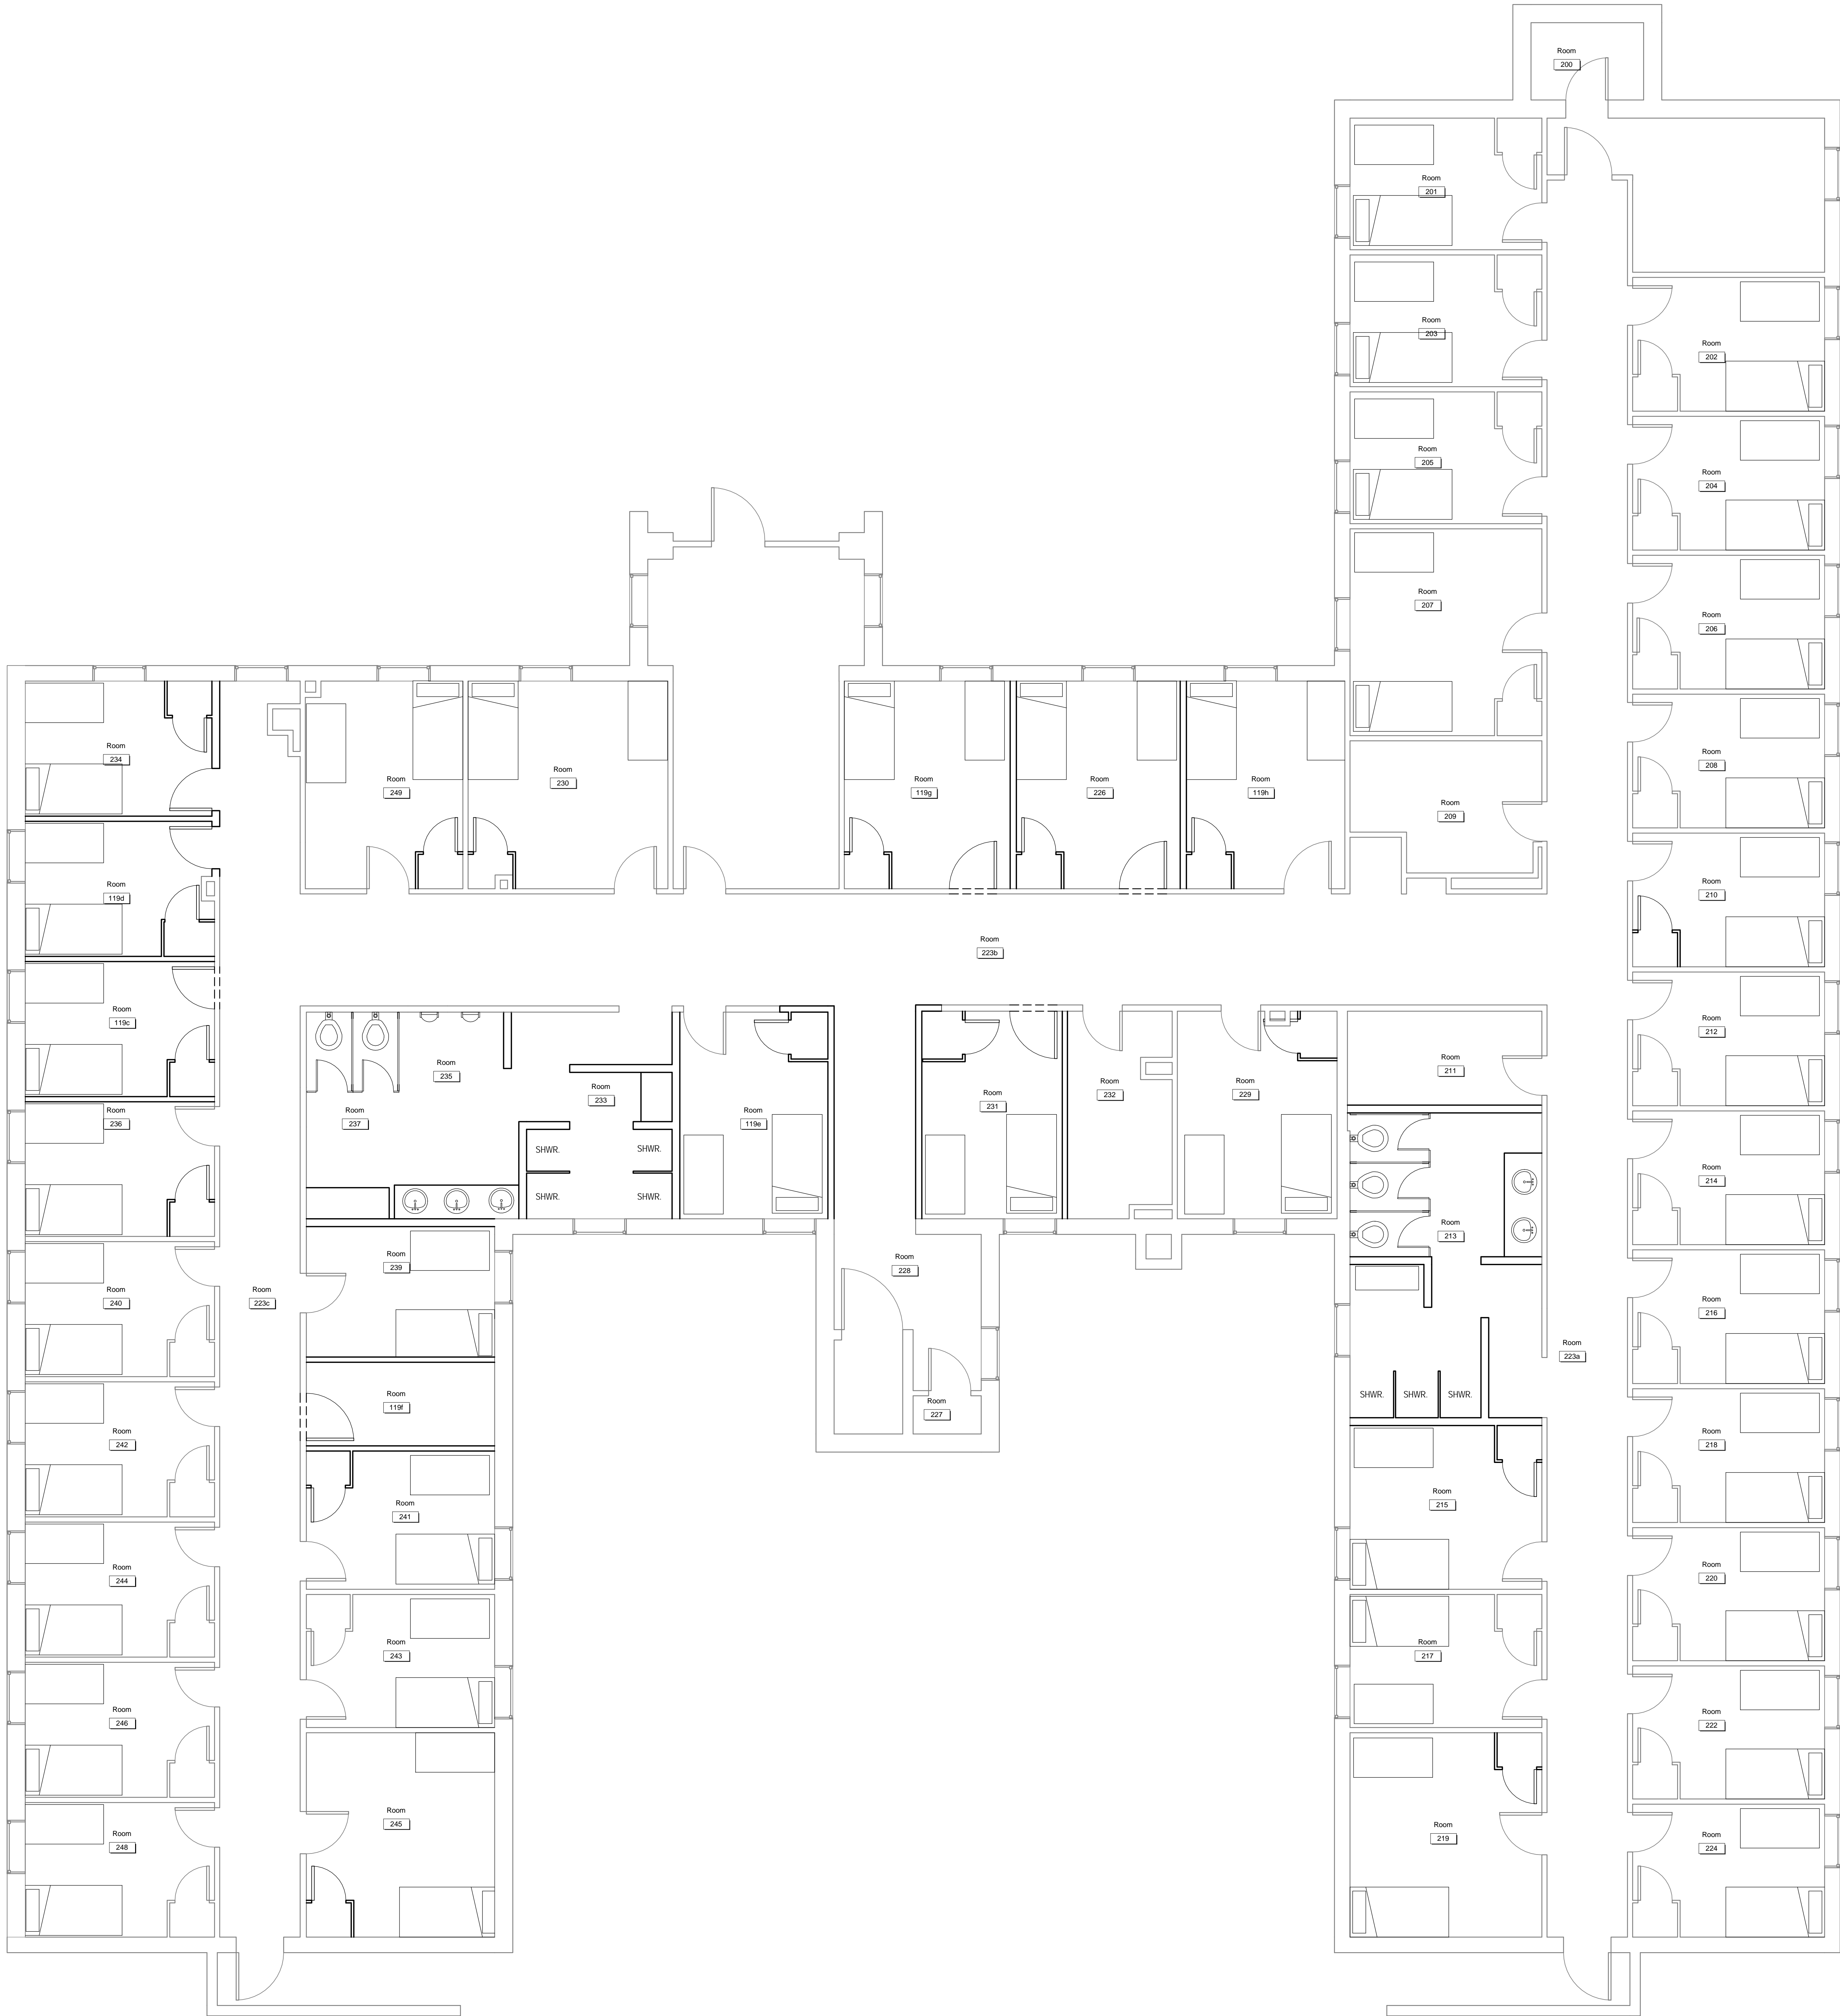 Room
200
Room
201
Room
203
Room
202
Room
205
Room
204
Room
207
Room
206
Room
234
Room
249
Room
230
Room
119g
Room
226
Room
119h
Room
209
Room
208
Room
119d
Room
210
Room
223b
Room
119c
Room
212
Room
235
Room
233
Room
237
Room
119e
Room
231
Room
232
Room
229
Room
211
Room
236
SHWR.
SHWR.
SHWR.
SHWR.
Room
214
Room
213
Room
239
Room
228
Room
240
Room
223c
Room
216
Room
223a
Room
119f
Room
227
SHWR.
SHWR.
SHWR.
Room
242
Room
218
Room
241
Room
215
Room
244
Room
220
Room
243
Room
217
Room
246
Room
222
Room
245
Room
219
Room
248
Room
224